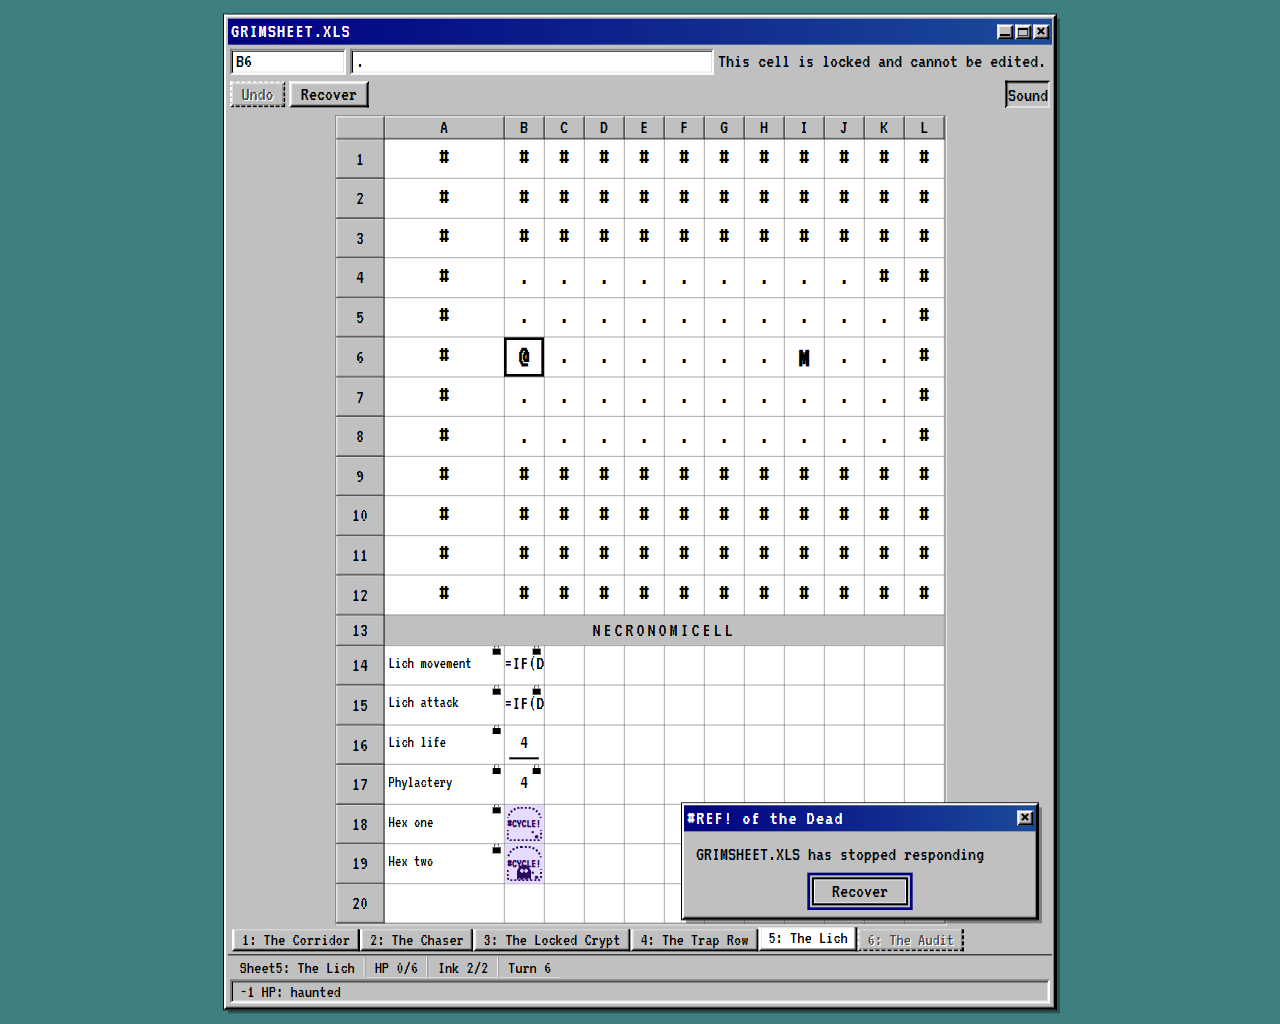 GRIMSHEET.XLS
B6 . This cell is locked and cannot be edited.
Undo Recover Sound
A B C D E F G H I J K L
1 # # # # # # # # # # # #
2 # # # # # # # # # # # #
3 # # # # # # # # # # # #
4 # . . . . . . . . . # #
5 # . . . . . . . . . . #
6 # @ . . . . . . M . . #
7 # . . . . . . . . . . #
8 # . . . . . . . . . . #
9 # # # # # # # # # # # #
10 # # # # # # # # # # # #
11 # # # # # # # # # # # #
12 # # # # # # # # # # # #
13 NECRONOMICELL
14 Lich movement =IF(D
15 Lich attack =IF(D
16 Lich life 4
17 Phylactery 4
18 Hex one #CYCLE!
19 Hex two #CYCLE!
20
#REF! of the Dead
GRIMSHEET.XLS has stopped responding
Recover
1: The Corridor 2: The Chaser 3: The Locked Crypt 4: The Trap Row 5: The Lich 6: The Audit
Sheet5: The Lich HP 0/6 Ink 2/2 Turn 6
-1 HP: haunted